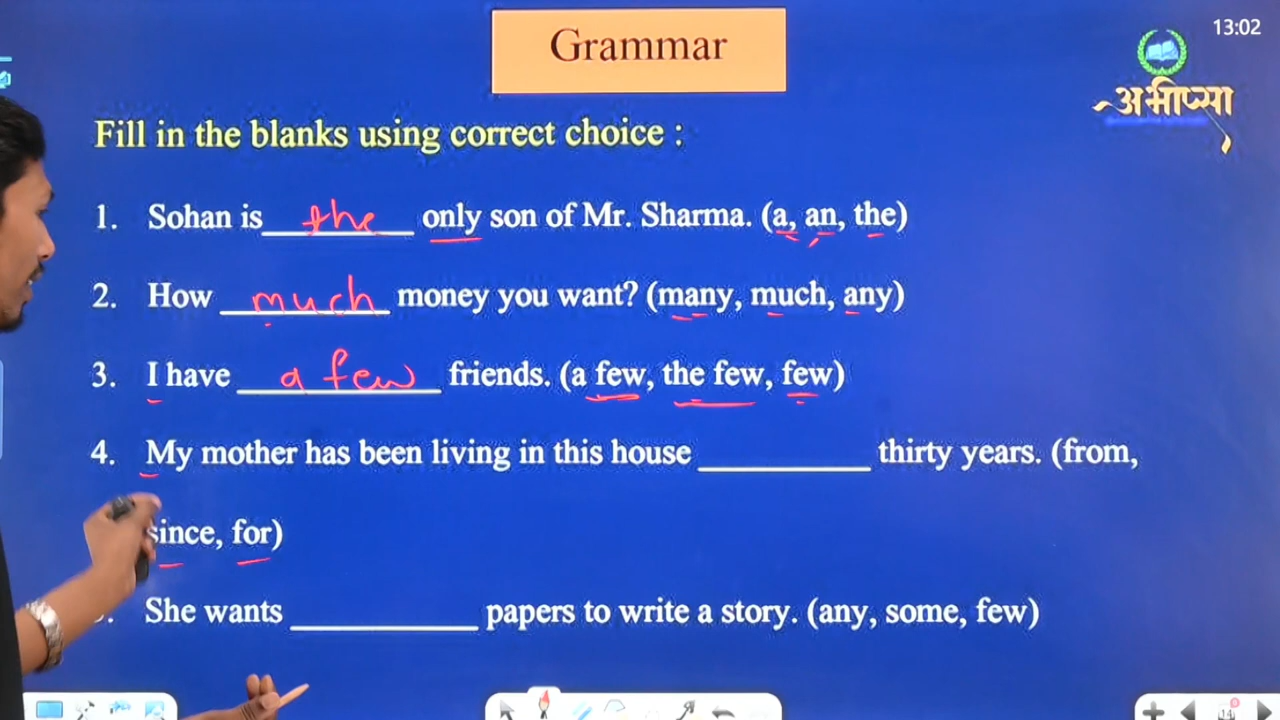 Grammar
13:02
अभीप्सा
Fill in the blanks using correct choice :
1. Sohan is the only son of Mr. Sharma. (a, an, the)
2. How much money you want? (many, much, any)
3. I have a few friends. (a few, the few, few)
4. My mother has been living in this house __________ thirty years. (from,
since, for)
She wants __________ papers to write a story. (any, some, few)
14